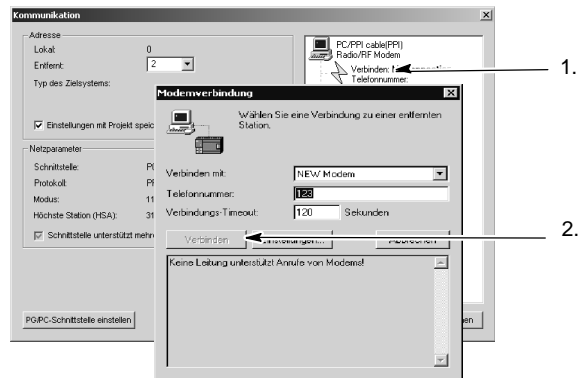 Kommunikation
Adresse
Lokal: 0
Entfernt: 2
Typ des Zielsystems:
Einstellungen mit Projekt speic
Netzparameter
Schnittstelle: P
Protokoll: P
Modus: 11
Höchste Station (HSA): 31
Schnittstelle unterstützt mehr
PG/PC-Schnittstelle einstellen
PC/PPI cable(PPI)
Radio/RF Modem
Verbinden:
Telefonnummer:
1.
Modemverbindung
Wählen Sie eine Verbindung zu einer entfernten
Station.
Verbinden mit: NEW Modem
Telefonnummer: 123
Verbindungs-Timeout: 120 Sekunden
Verbinden
Abbrechen
2.
Keine Leitung unterstützt Anrufe von Modems!
en